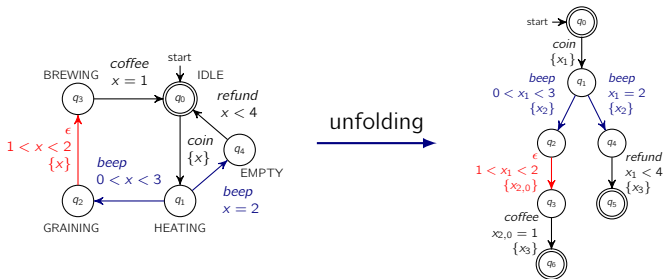 coffee
x = 1
start
BREWING
IDLE
q3
q0
refund
x < 4
ϵ
1 < x < 2
{x}
coin
{x}
q4
EMPTY
beep
0 < x < 3
beep
x = 2
q2
q1
GRAINING
HEATING
unfolding
start
q0
coin
{x1}
q1
beep
0 < x1 < 3
{x2}
beep
x1 = 2
{x2}
q2
q4
ϵ
1 < x1 < 2
{x2,0}
refund
x1 < 4
{x3}
q3
q5
coffee
x2,0 = 1
{x3}
q6